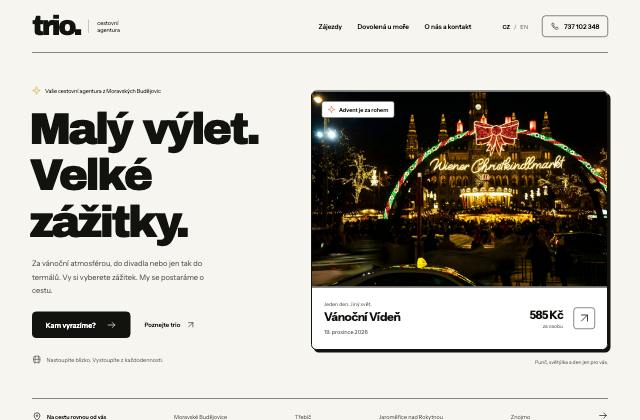 trio.
cestovní
agentura
Zájezdy
Dovolená u moře
O nás a kontakt
CZ / EN
737 102 348
Vaše cestovní agentura z Moravských Budějovic
Malý výlet.
Velké
zážitky.
Za vánoční atmosférou, do divadla nebo jen tak do
termálů. Vy si vyberete zážitek. My se postaráme o
cestu.
Kam vyrazíme?
Poznejte trio
Nastoupíte blízko. Vystoupíte z každodennosti.
Advent je za rohem
Wiener Christkindlmarkt
Jeden den. Jiný svět.
Vánoční Vídeň
19. prosince 2026
585 Kč
za osobu
Punč, světýlka a den jen pro vás.
Na cestu rovnou od vás
Moravské Budějovice
Třebíč
Jaroměřice nad Rokytnou
Znojmo